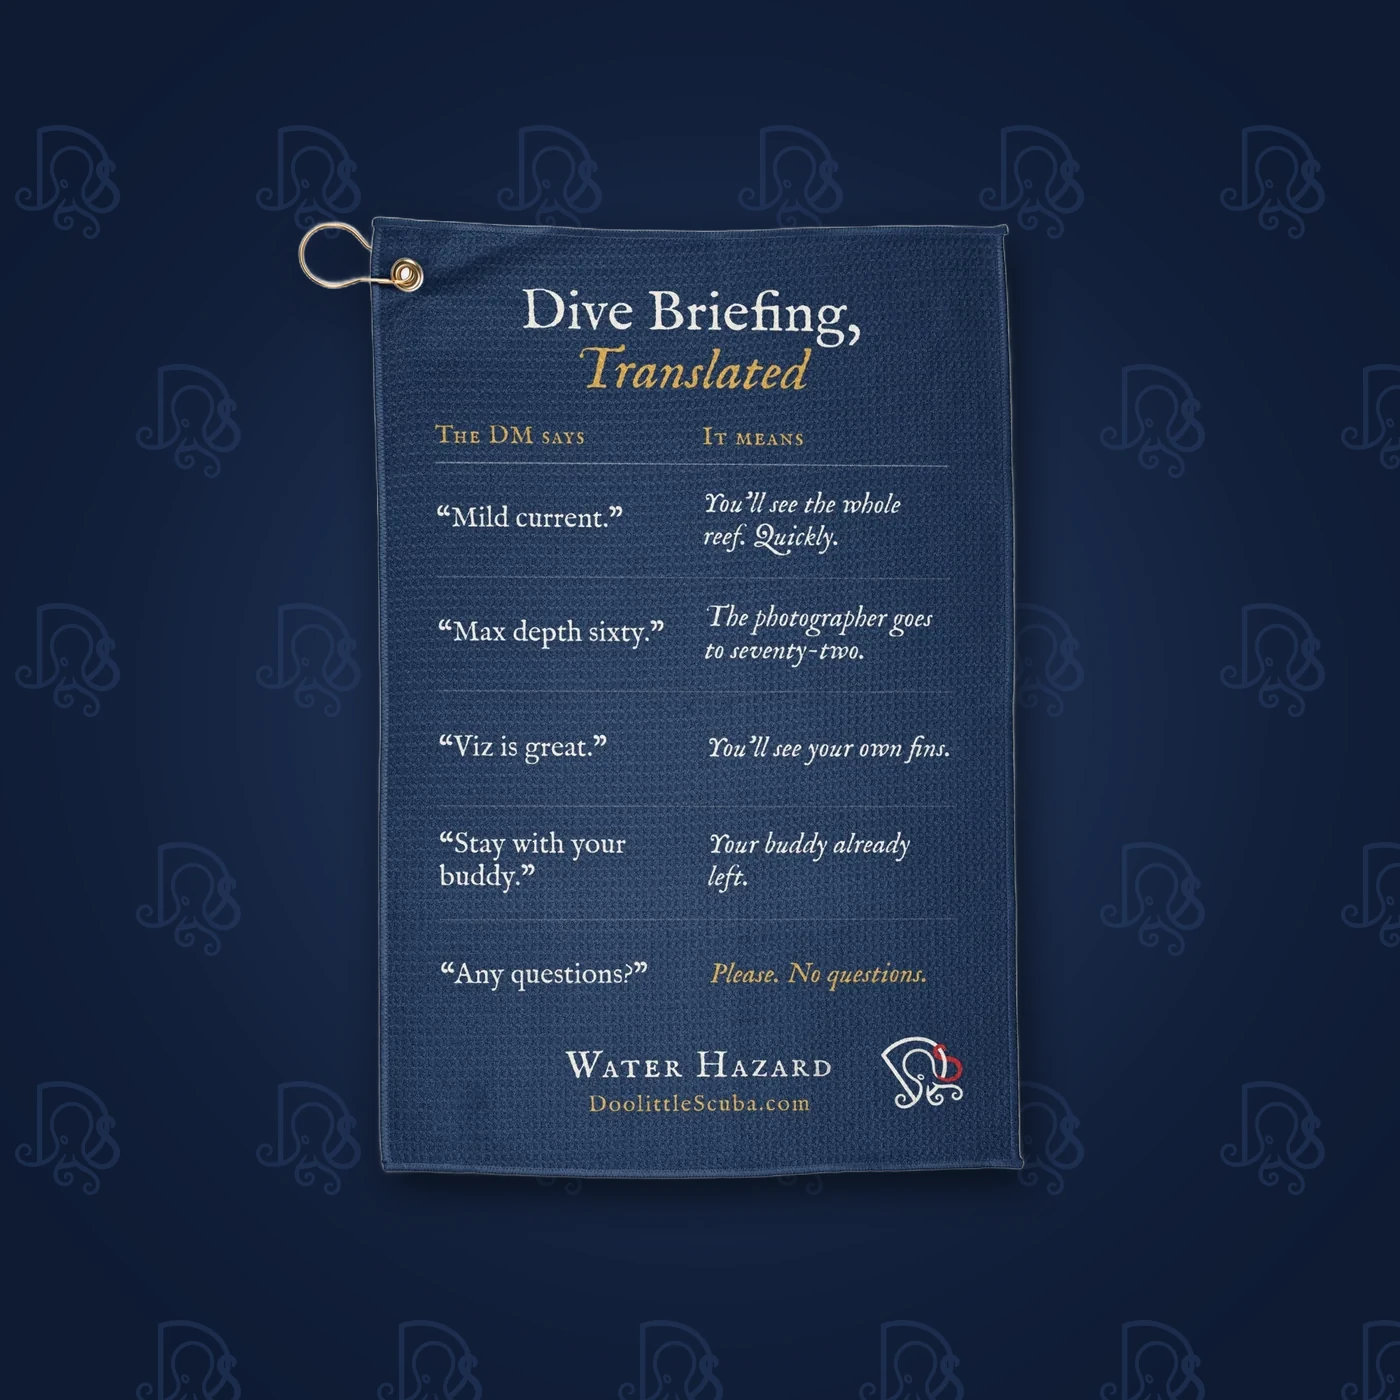 Dive Briefing,
Translated
The DM says
It means
“Mild current.”
You’ll see the whole
reef. Quickly.
“Max depth sixty.”
The photographer goes
to seventy-two.
“Viz is great.”
You’ll see your own fins.
“Stay with your
buddy.”
Your buddy already
left.
“Any questions?”
Please. No questions.
Water Hazard
DoolittleScuba.com